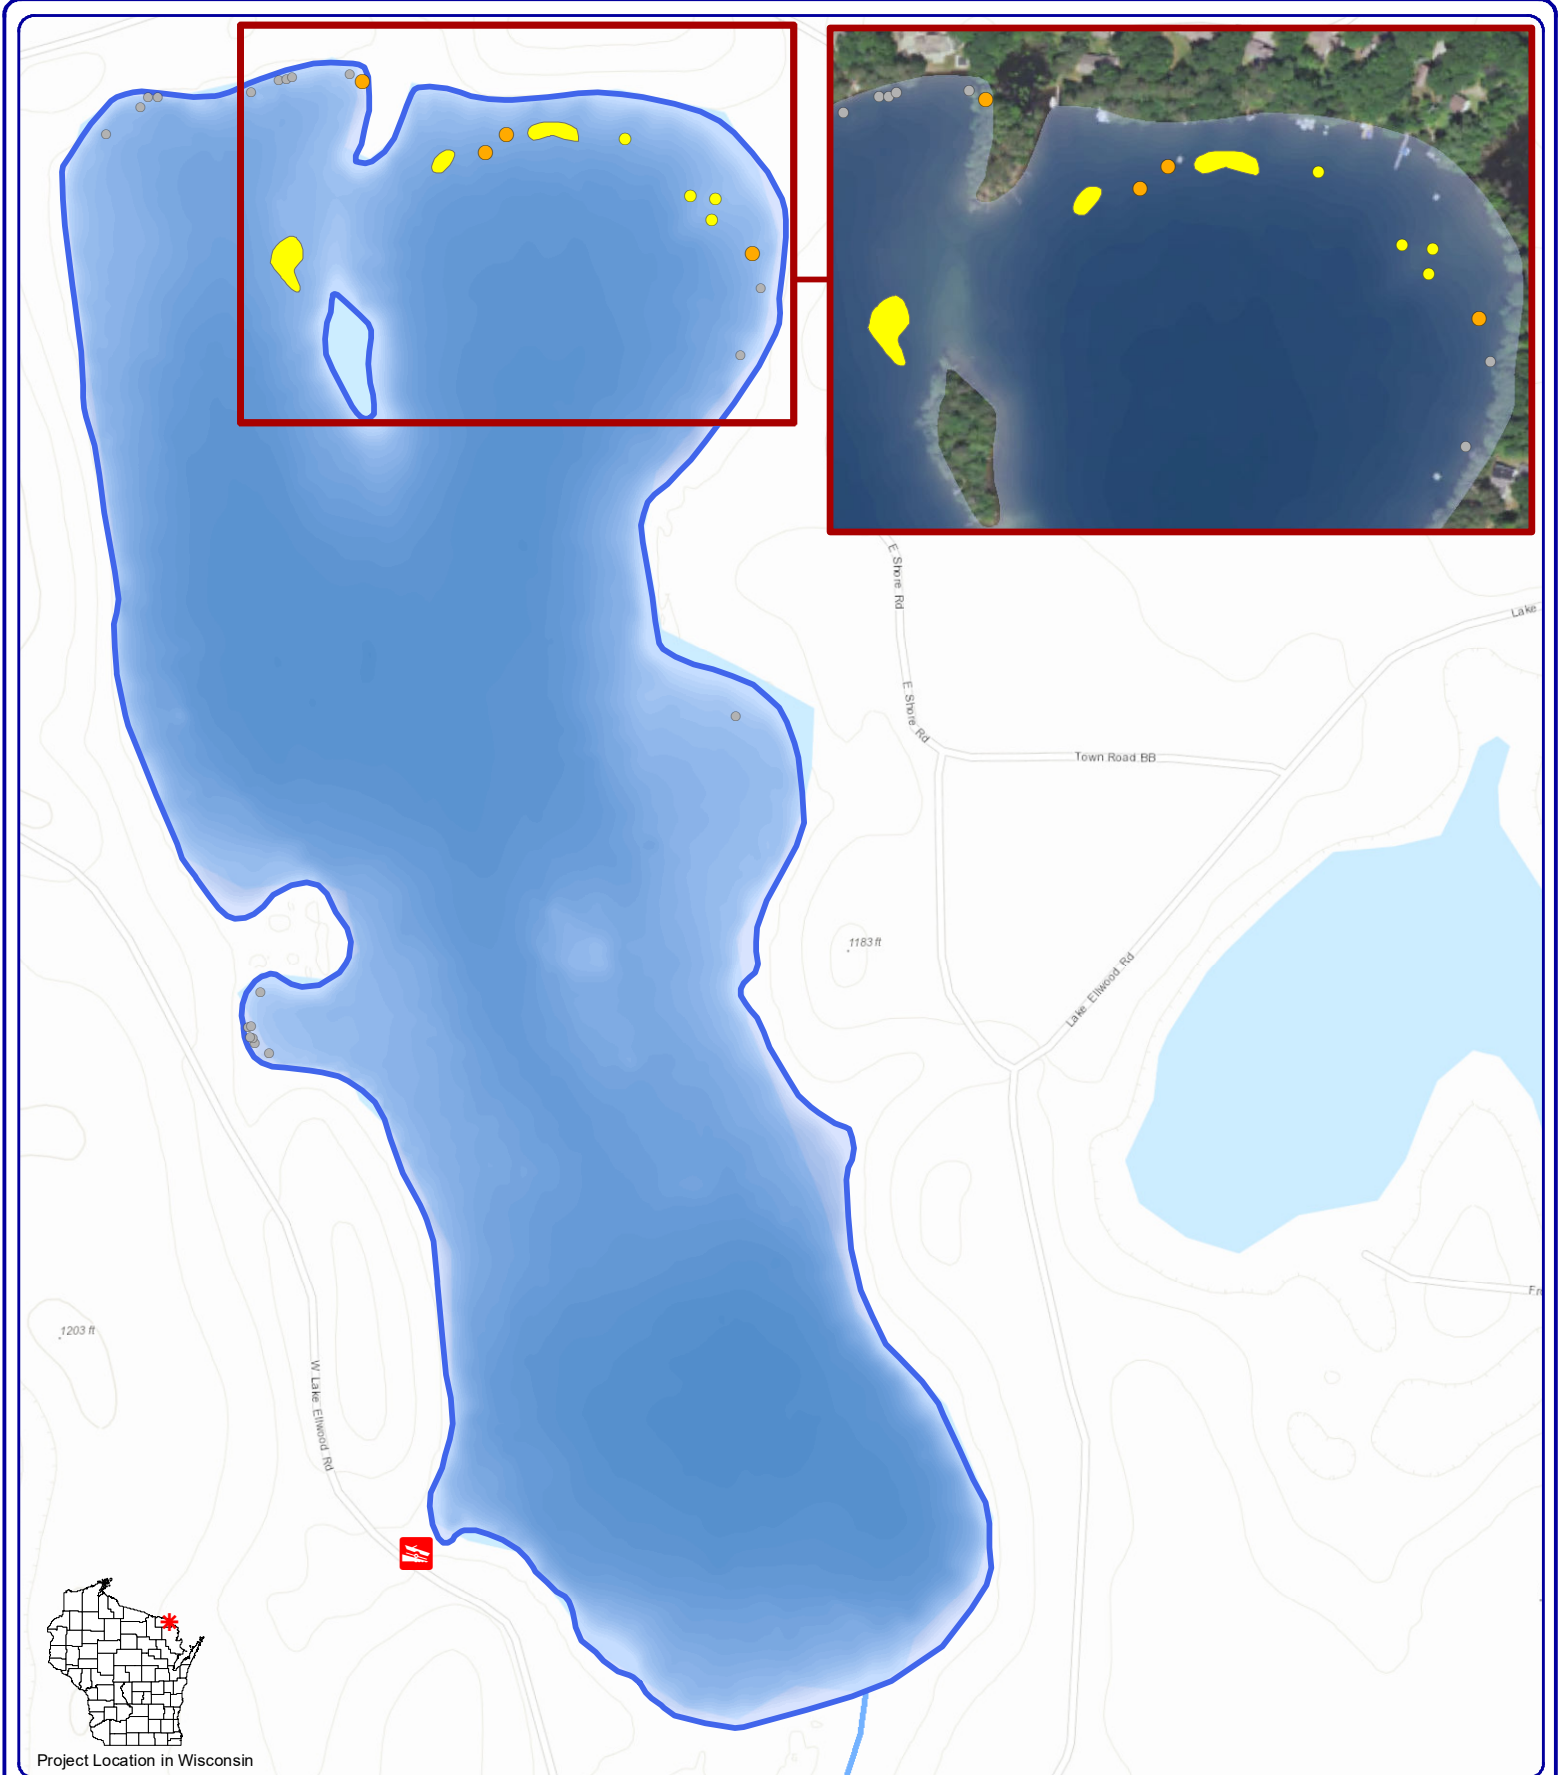 E Shore Rd
Lake
E Shore Rd
Town Road BB
1183 ft
Lake Ellwood Rd
Fr
1203 ft
W Lake Ellwood Rd
Project Location in Wisconsin